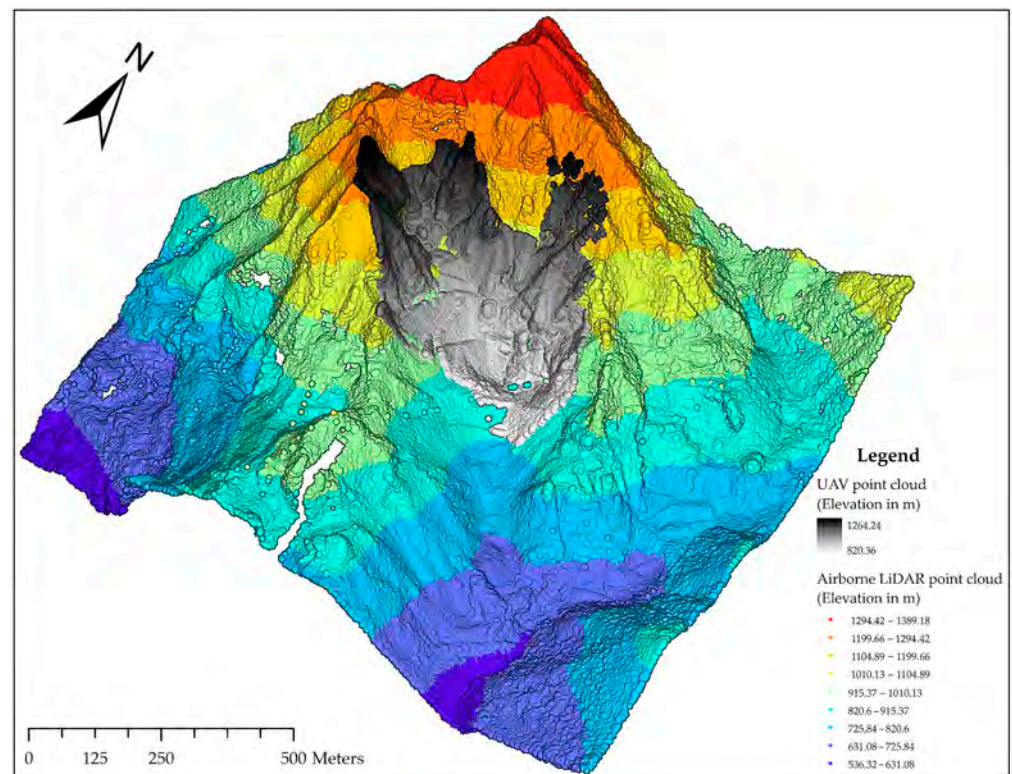 N
Legend
UAV point cloud
(Elevation in m)
1264.24
820.36
Airborne LiDAR point cloud
(Elevation in m)
1294.42 – 1389.18
1199.66 – 1294.42
1104.89 – 1199.66
1010.13 – 1104.89
915.37 – 1010.13
820.6 – 915.37
725.84 – 820.6
631.08 – 725.84
536.32 – 631.08
0 125 250 500 Meters